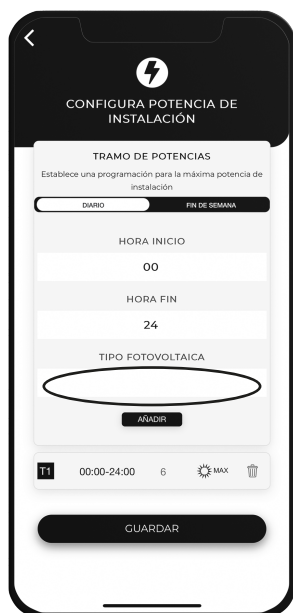 CONFIGURA POTENCIA DE
INSTALACIÓN
TRAMO DE POTENCIAS
Establece una programación para la máxima potencia de
instalación
DIARIO FIN DE SEMANA
HORA INICIO
00
HORA FIN
24
TIPO FOTOVOLTAICA
AÑADIR
T1 00:00-24:00 6 MAX
GUARDAR